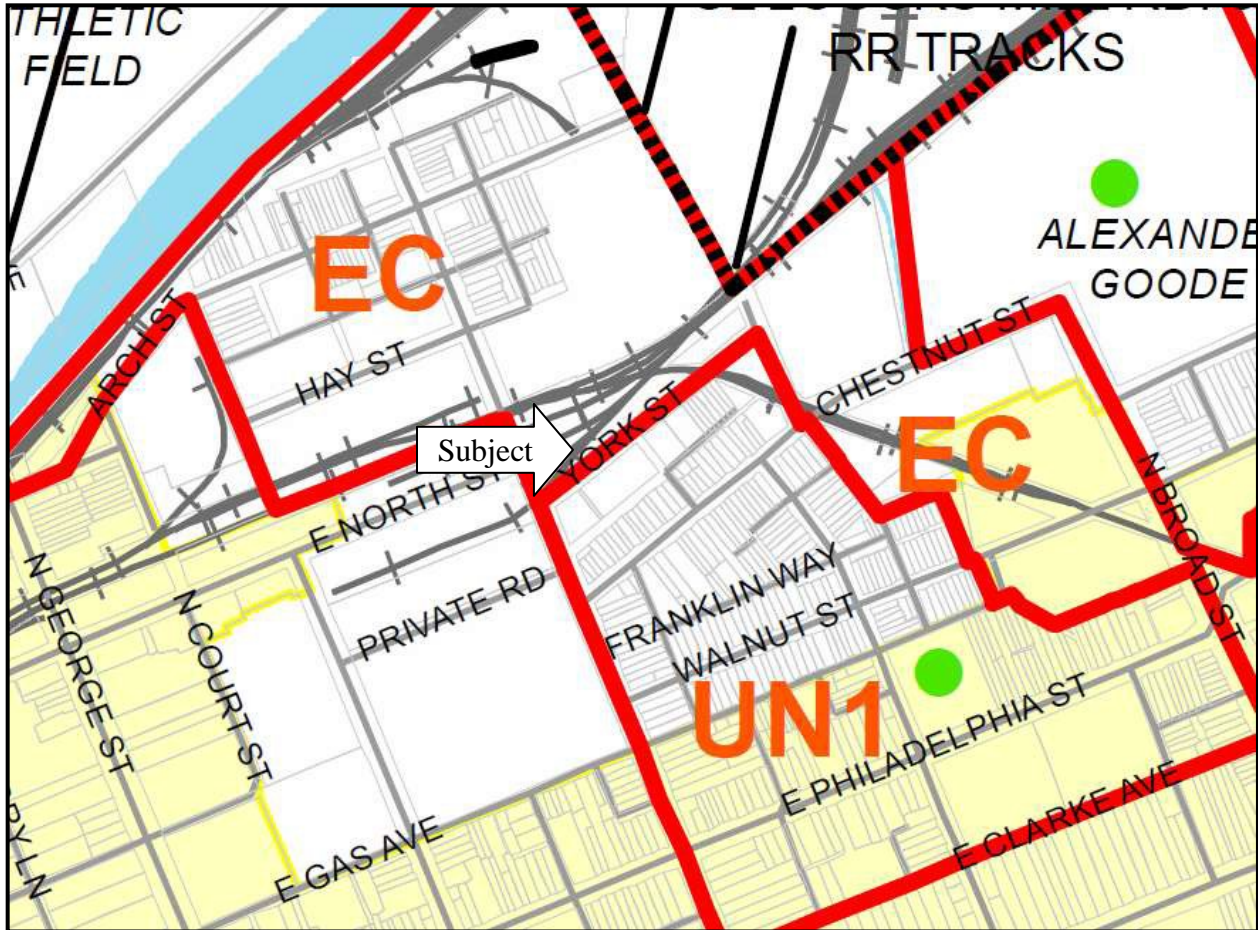 THLETIC
FIELD
RR TRACKS
ALEXANDE
GOODE
EC
ARCH ST
HAY ST
CHESTNUT ST
YORK ST
Subject
EC
E NORTH ST
N BROAD ST
PRIVATE RD
FRANKLIN WAY
WALNUT ST
N GEORGE ST
N COURT ST
UN1
E PHILADELPHIA ST
E CLARKE AVE
E GAS AVE
RY LN